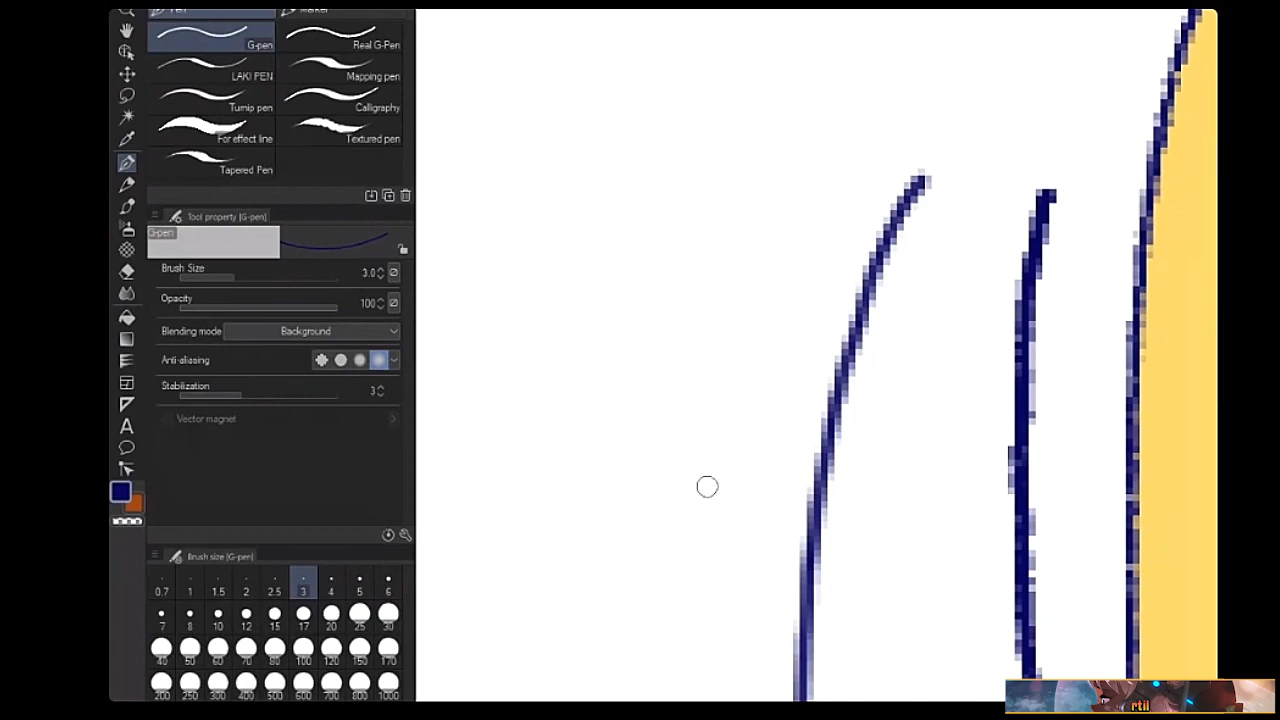 Pen Marker
G-pen Real G-Pen
LAKI PEN Mapping pen
Turnip pen Calligraphy
For effect line Textured pen
Tapered Pen
Tool property [G-pen]
G-pen
Brush Size 3.0
Opacity 100
Blending mode Background
Anti-aliasing
Stabilization 3
Vector magnet
A
Brush size [G-pen]
0.7 1 1.5 2 2.5 3 4 5 6
7 8 10 12 15 17 20 25 30
40 50 60 70 80 100 120 150 170
200 250 300 400 500 600 700 800 1000
rtil